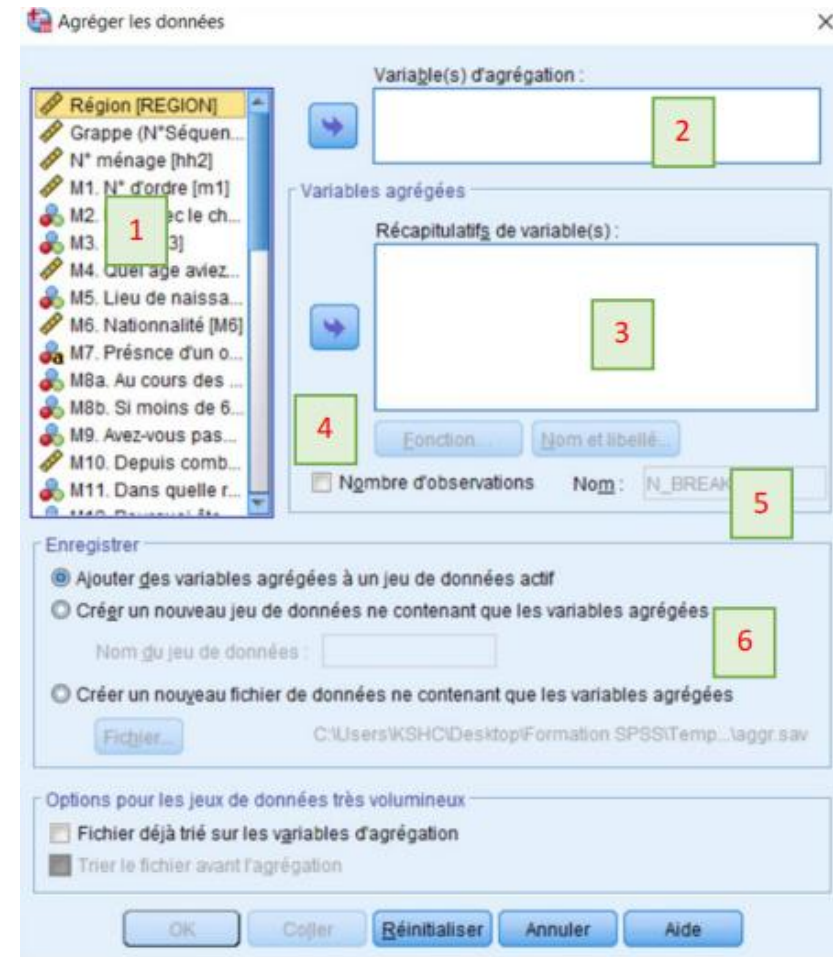 Agréger les données
Variable(s) d'agrégation :
Région [REGION]
Grappe (N°Séquen...
N° ménage [hh2]
M1. N° d'ordre [m1]
M2. ec le ch...
M3. 3]
M4. Quel age aviez...
M5. Lieu de naissa...
M6. Nationnalité [M6]
M7. Présnce d'un o...
M8a. Au cours des ...
M8b. Si moins de 6...
M9. Avez-vous pas...
M10. Depuis comb...
M11. Dans quelle r...
1
2
Variables agrégées
Récapitulatifs de variable(s) :
3
4
Fonction...
Nom et libellé...
Nombre d'observations
Nom :
N_BREAK
5
Enregistrer
Ajouter des variables agrégées à un jeu de données actif
Créer un nouveau jeu de données ne contenant que les variables agrégées
Nom du jeu de données :
6
Créer un nouveau fichier de données ne contenant que les variables agrégées
Fichier...
C:\Users\KSHC\Desktop\Formation SPSS\Temp...\aggr.sav
Options pour les jeux de données très volumineux
Fichier déjà trié sur les variables d'agrégation
Trier le fichier avant l'agrégation
OK
Coller
Réinitialiser
Annuler
Aide